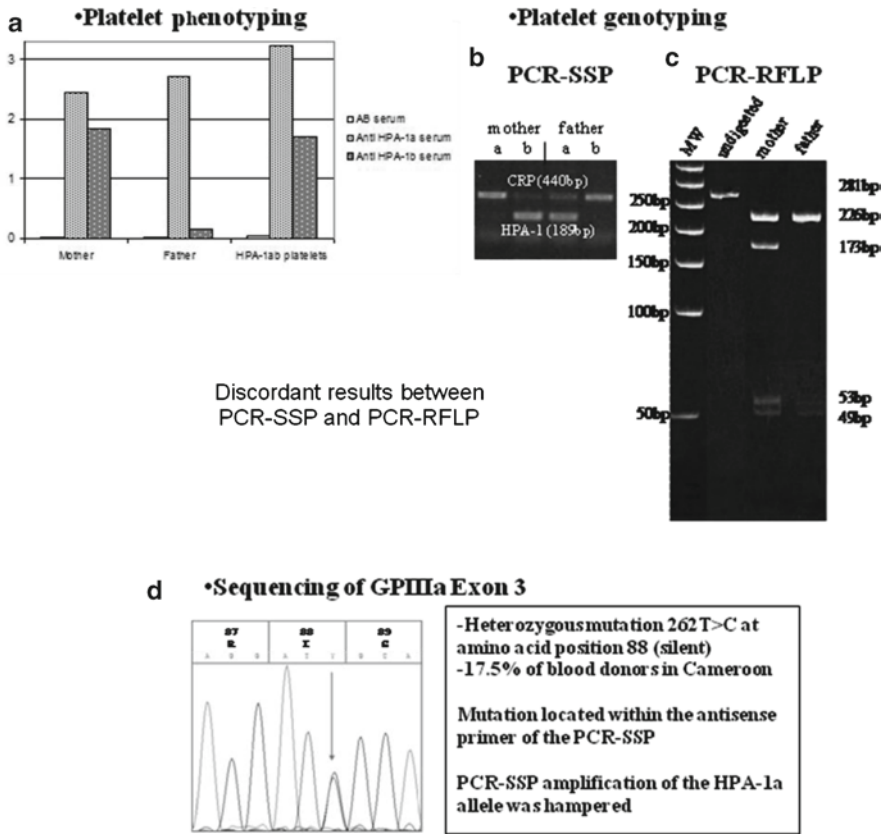 •Platelet phenotyping
•Platelet genotyping
a
3
2
1
0
Mother
Father
HPA-1ab platelets
AB serum
Anti HPA-1a serum
Anti HPA-1b serum
b
PCR-SSP
mother
father
a b a b
CRP(440bp)
HPA-1 (189bp)
c
PCR-RFLP
MW
undigested
mother
father
250bp
200bp
150bp
100bp
50bp
226bp
173bp
53bp
49bp
Discordant results between
PCR-SSP and PCR-RFLP
d
•Sequencing of GPIIIa Exon 3
87 88 89
-Heterozygous mutation 262T>C at
amino acid position 88 (silent)
-17.5% of blood donors in Cameroon
Mutation located within the antisense
primer of the PCR-SSP
PCR-SSP amplification of the HPA-1a
allele was hampered